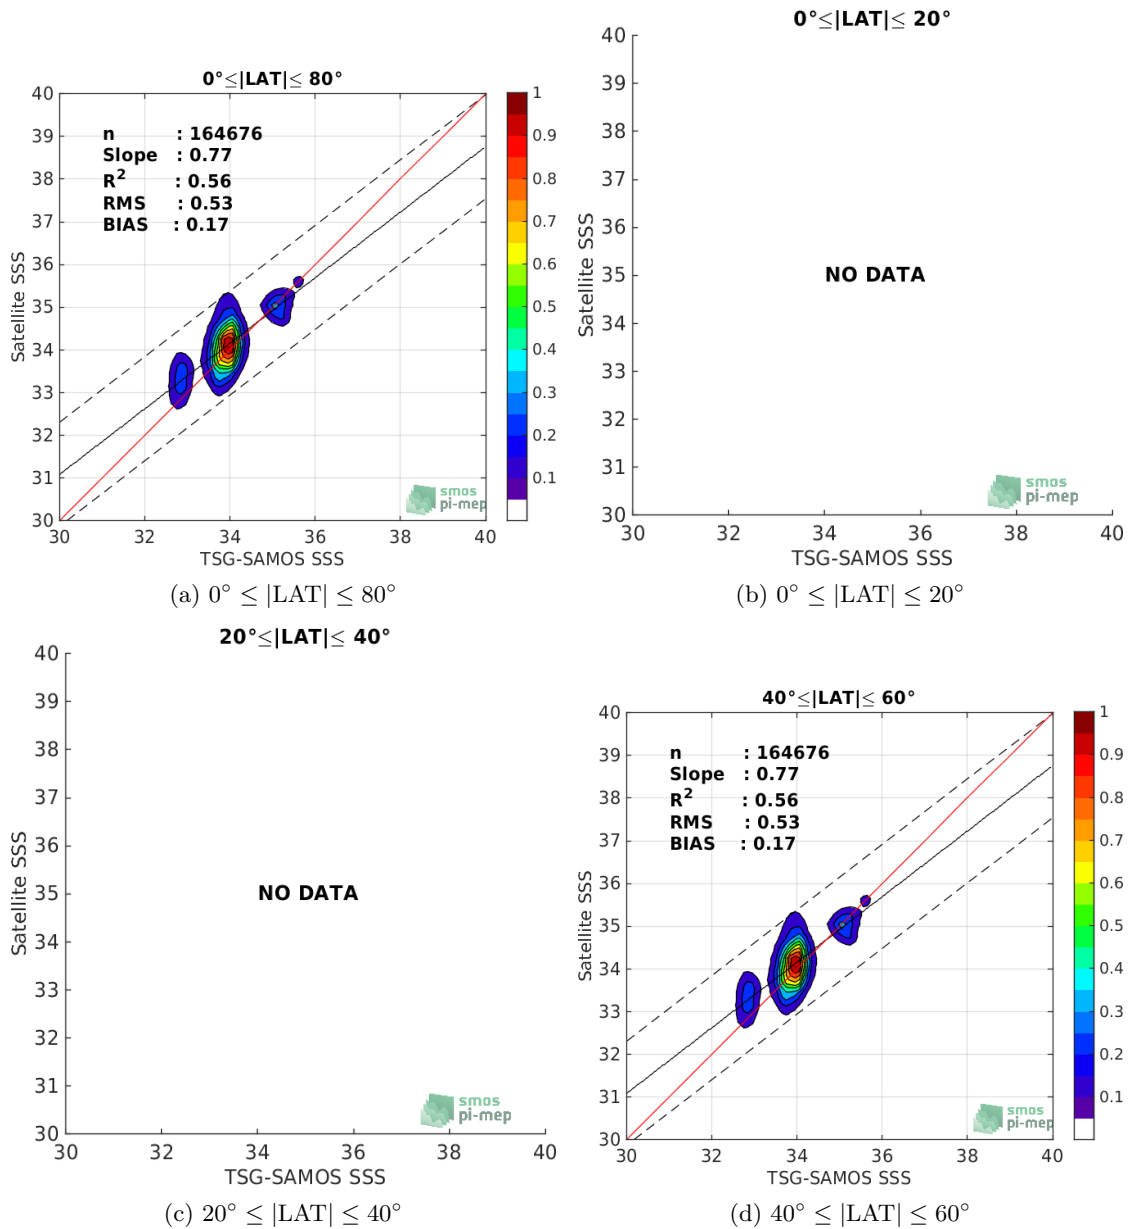 0°≤|LAT|≤ 80°
n : 164676
Slope : 0.77
R² : 0.56
RMS : 0.53
BIAS : 0.17
40
39
38
37
36
35
34
33
32
31
30
Satellite SSS
30 32 34 36 38 40
TSG-SAMOS SSS
1
0.9
0.8
0.7
0.6
0.5
0.4
0.3
0.2
0.1
smos
pi-mep
(a) 0° ≤ |LAT| ≤ 80°
0°≤|LAT|≤ 20°
40
39
38
37
36
35
34
33
32
31
30
Satellite SSS
NO DATA
smos
pi-mep
30 32 34 36 38 40
TSG-SAMOS SSS
(b) 0° ≤ |LAT| ≤ 20°
20°≤|LAT|≤ 40°
40
39
38
37
36
35
34
33
32
31
30
Satellite SSS
NO DATA
smos
pi-mep
30 32 34 36 38 40
TSG-SAMOS SSS
(c) 20° ≤ |LAT| ≤ 40°
40°≤|LAT|≤ 60°
n : 164676
Slope : 0.77
R² : 0.56
RMS : 0.53
BIAS : 0.17
40
39
38
37
36
35
34
33
32
31
30
Satellite SSS
30 32 34 36 38 40
TSG-SAMOS SSS
1
0.9
0.8
0.7
0.6
0.5
0.4
0.3
0.2
0.1
smos
pi-mep
(d) 40° ≤ |LAT| ≤ 60°